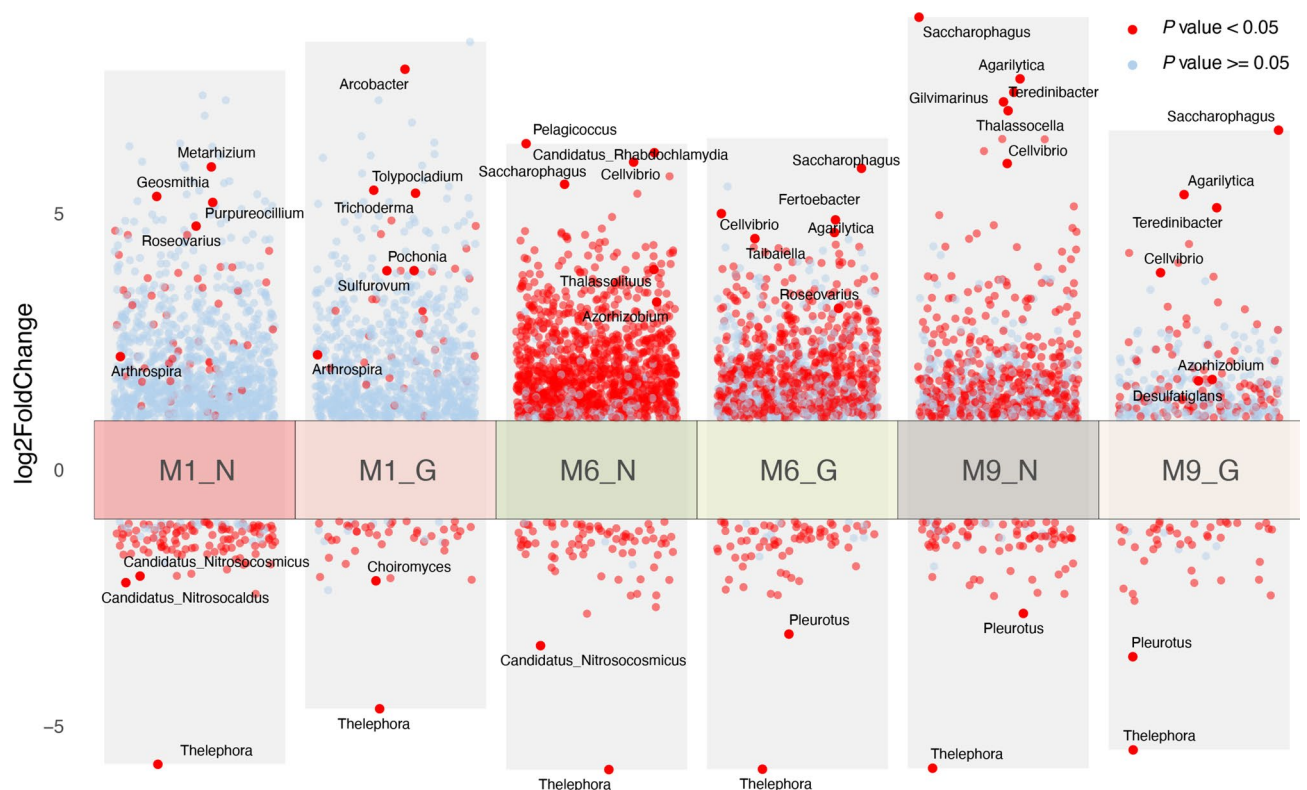 P value < 0.05
P value >= 0.05
log2FoldChange
5
0
−5
Metarhizium
Geosmithia
Purpureocillium
Roseovarius
Arthrospira
M1_N
Candidatus_Nitrosocosmicus
Candidatus_Nitrosocaldus
Thelephora
Arcobacter
Tolypocladium
Trichoderma
Pochonia
Sulfurovum
Arthrospira
M1_G
Choiromyces
Thelephora
Pelagicoccus
Candidatus_Rhabdochlamydia
Saccharophagus
Cellvibrio
Thalassolituus
Azorhizobium
M6_N
Candidatus_Nitrosocosmicus
Thelephora
Saccharophagus
Fertoebacter
Cellvibrio
Agarilytica
Taibaiella
Roseovarius
M6_G
Pleurotus
Thelephora
Saccharophagus
Agarilytica
Teredinibacter
Gilvimarinus
Thalassocella
Cellvibrio
M9_N
Pleurotus
Thelephora
Saccharophagus
Agarilytica
Teredinibacter
Cellvibrio
Azorhizobium
Desulfatiglans
M9_G
Pleurotus
Thelephora